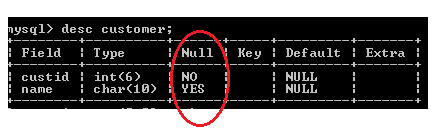 mysql> desc customer;
+--------+----------+------+-----+---------+-------+
| Field | Type | Null | Key | Default | Extra |
+--------+----------+------+-----+---------+-------+
| custid | int(6) | NO | | NULL | |
| name | char(10) | YES | | NULL | |